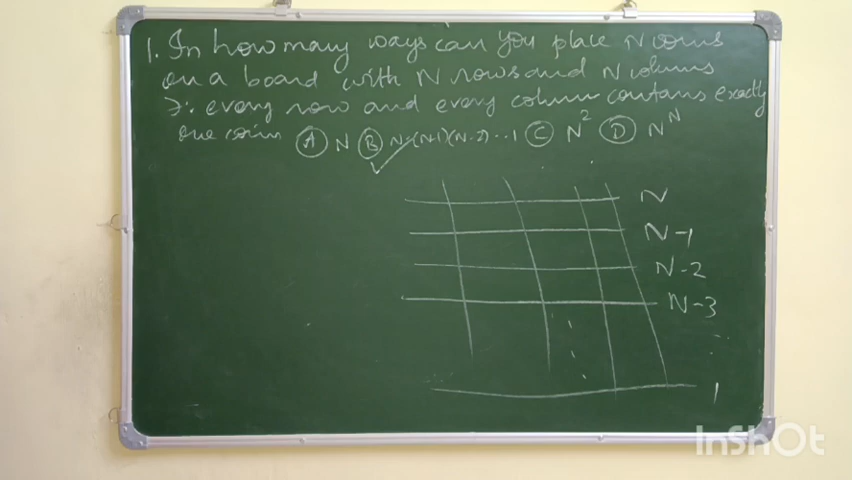 1. In how many ways can you place N coins
on a board with N rows and N columns
∋: every row and every column contains exactly
one coin Ⓐ N Ⓑ N·(N-1)(N-2)...1 Ⓒ N² Ⓓ N^N
N
N-1
N-2
N-3
1
InShOt